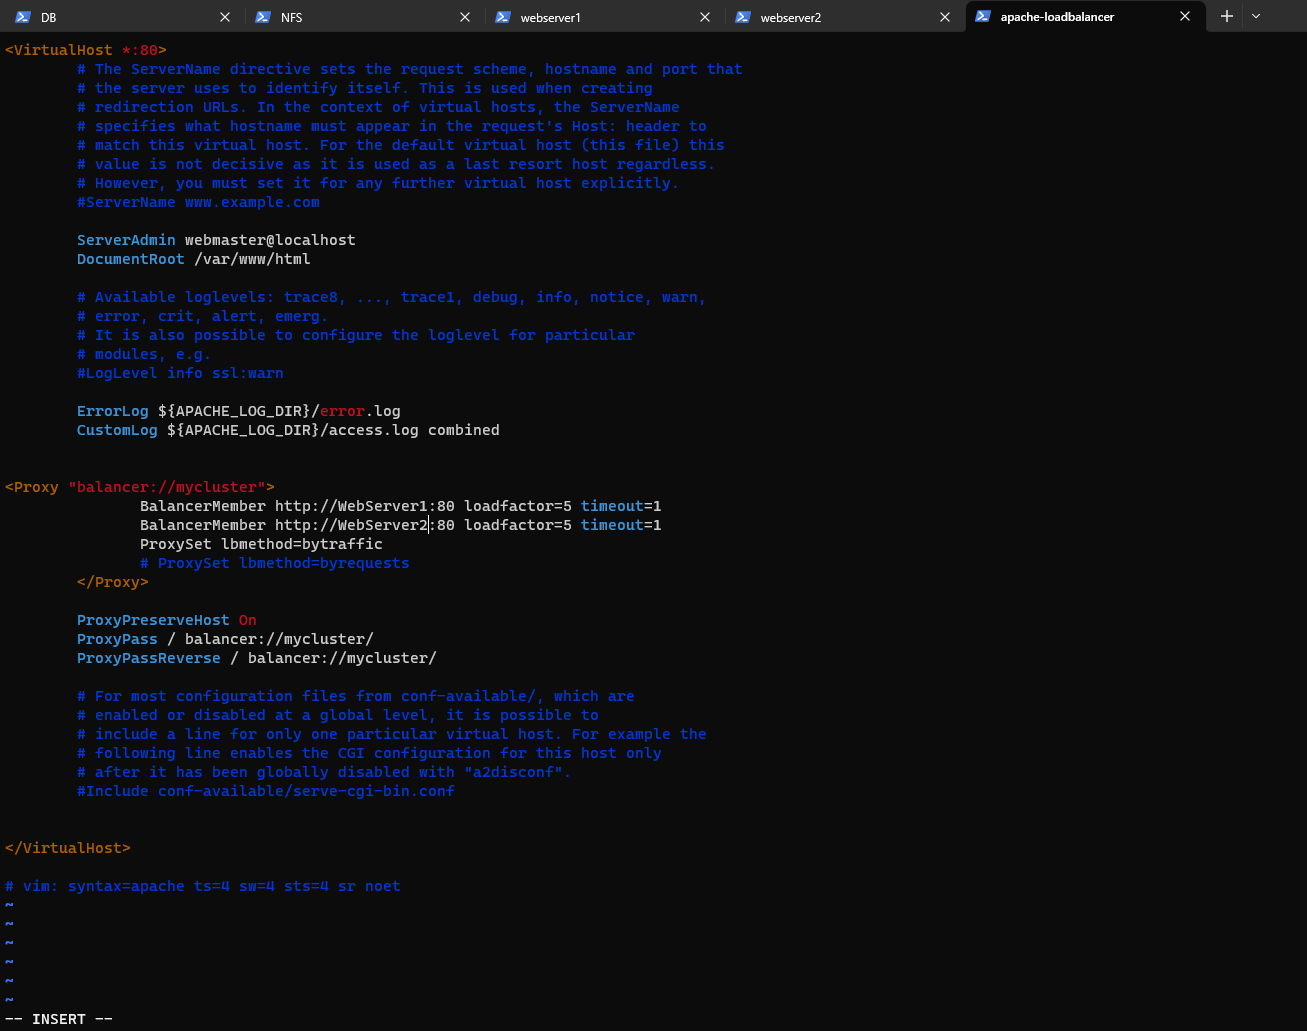 DB
NFS
webserver1
webserver2
apache-loadbalancer
<VirtualHost *:80>
# The ServerName directive sets the request scheme, hostname and port that
# the server uses to identify itself. This is used when creating
# redirection URLs. In the context of virtual hosts, the ServerName
# specifies what hostname must appear in the request's Host: header to
# match this virtual host. For the default virtual host (this file) this
# value is not decisive as it is used as a last resort host regardless.
# However, you must set it for any further virtual host explicitly.
#ServerName www.example.com
ServerAdmin webmaster@localhost
DocumentRoot /var/www/html
# Available loglevels: trace8, ..., trace1, debug, info, notice, warn,
# error, crit, alert, emerg.
# It is also possible to configure the loglevel for particular
# modules, e.g.
#LogLevel info ssl:warn
ErrorLog ${APACHE_LOG_DIR}/error.log
CustomLog ${APACHE_LOG_DIR}/access.log combined
<Proxy "balancer://mycluster">
BalancerMember http://WebServer1:80 loadfactor=5 timeout=1
BalancerMember http://WebServer2:80 loadfactor=5 timeout=1
ProxySet lbmethod=bytraffic
# ProxySet lbmethod=byrequests
</Proxy>
ProxyPreserveHost On
ProxyPass / balancer://mycluster/
ProxyPassReverse / balancer://mycluster/
# For most configuration files from conf-available/, which are
# enabled or disabled at a global level, it is possible to
# include a line for only one particular virtual host. For example the
# following line enables the CGI configuration for this host only
# after it has been globally disabled with "a2disconf".
#Include conf-available/serve-cgi-bin.conf
</VirtualHost>
# vim: syntax=apache ts=4 sw=4 sts=4 sr noet
~
~
~
~
~
~
-- INSERT --